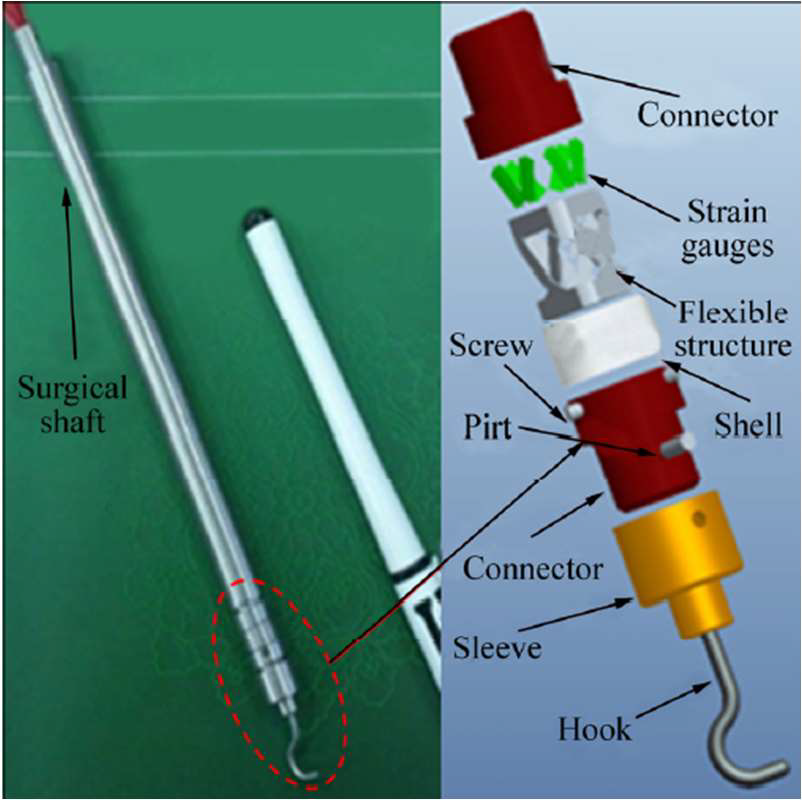 Connector
Strain
gauges
Flexible
structure
Screw
Surgical
shaft
Pirt
Shell
Connector
Sleeve
Hook